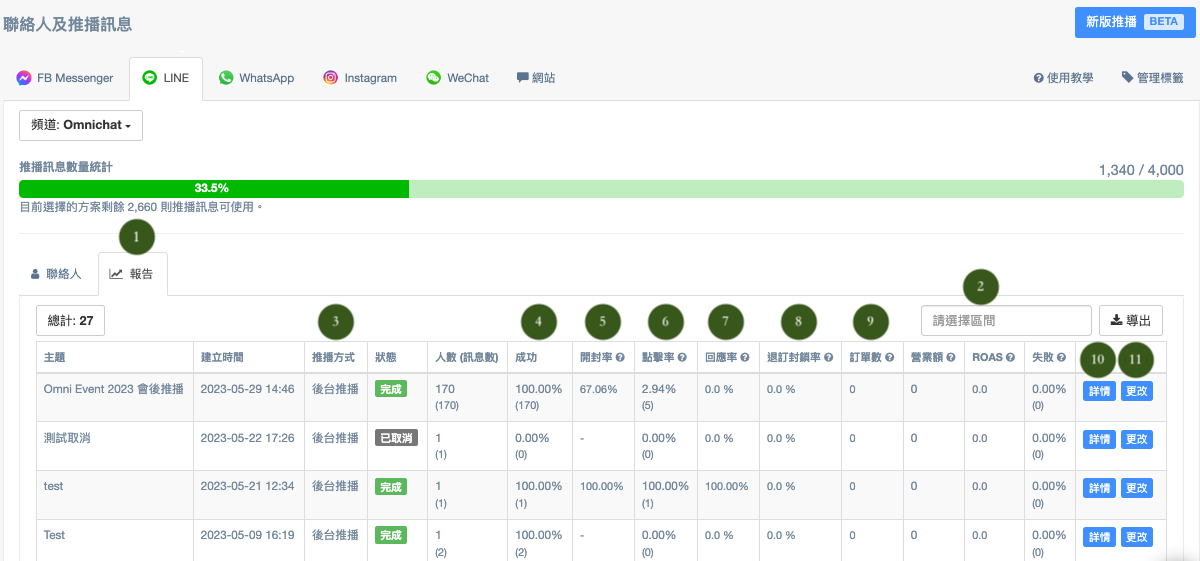 聯絡人及推播訊息
新版推播 BETA
FB Messenger LINE WhatsApp Instagram WeChat 網站 使用教學 管理標籤
頻道: Omnichat
推播訊息數量統計 1,340 / 4,000
33.5%
目前選擇的方案剩餘 2,660 則推播訊息可使用。
1
聯絡人 報告
2
總計: 27 3 4 5 6 7 8 9 請選擇區間 導出
主題 建立時間 推播方式 狀態 人數 (訊息數) 成功 開封率 點擊率 回應率 退訂封鎖率 訂單數 營業額 ROAS 失敗 10 11
Omni Event 2023 會後推播 2023-05-29 14:46 後台推播 完成 170 100.00% 67.06% 2.94% 0.0 % 0.0 % 0 0 0.0 0.00% 詳情 更改
(170) (170) (5) (0)
測試取消 2023-05-22 17:26 後台推播 已取消 1 0.00% - 0.00% 0.0 % 0.0 % 0 0 0.0 0.00% 詳情 更改
(1) (0) (0) (0)
test 2023-05-21 12:34 後台推播 完成 1 100.00% 100.00% 100.00% 100.00% 0.0 % 0 0 0.0 0.00% 詳情 更改
(1) (1) (1) (0)
Test 2023-05-09 16:19 後台推播 完成 1 100.00% - 0.00% 0.0 % 0.0 % 0 0 0.0 0.00% 詳情 更改
(2) (2) (0) (0)